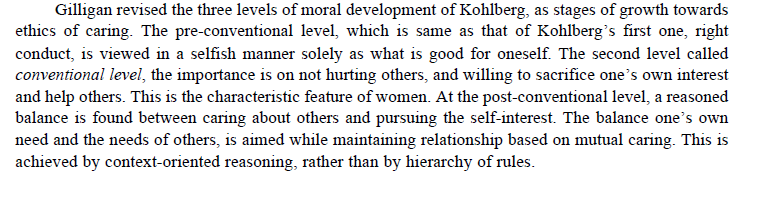 Gilligan revised the three levels of moral development of Kohlberg, as stages of growth towards
ethics of caring. The pre-conventional level, which is same as that of Kohlberg’s first one, right
conduct, is viewed in a selfish manner solely as what is good for oneself. The second level called
conventional level, the importance is on not hurting others, and willing to sacrifice one’s own interest
and help others. This is the characteristic feature of women. At the post-conventional level, a reasoned
balance is found between caring about others and pursuing the self-interest. The balance one’s own
need and the needs of others, is aimed while maintaining relationship based on mutual caring. This is
achieved by context-oriented reasoning, rather than by hierarchy of rules.